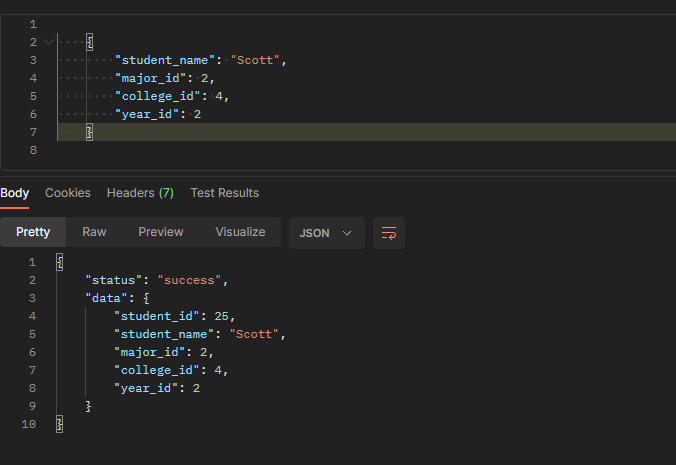 1
2 {
3 "student_name": "Scott",
4 "major_id": 2,
5 "college_id": 4,
6 "year_id": 2
7 }
8
Body Cookies Headers (7) Test Results
Pretty Raw Preview Visualize JSON
1 {
2 "status": "success",
3 "data": {
4 "student_id": 25,
5 "student_name": "Scott",
6 "major_id": 2,
7 "college_id": 4,
8 "year_id": 2
9 }
10 }